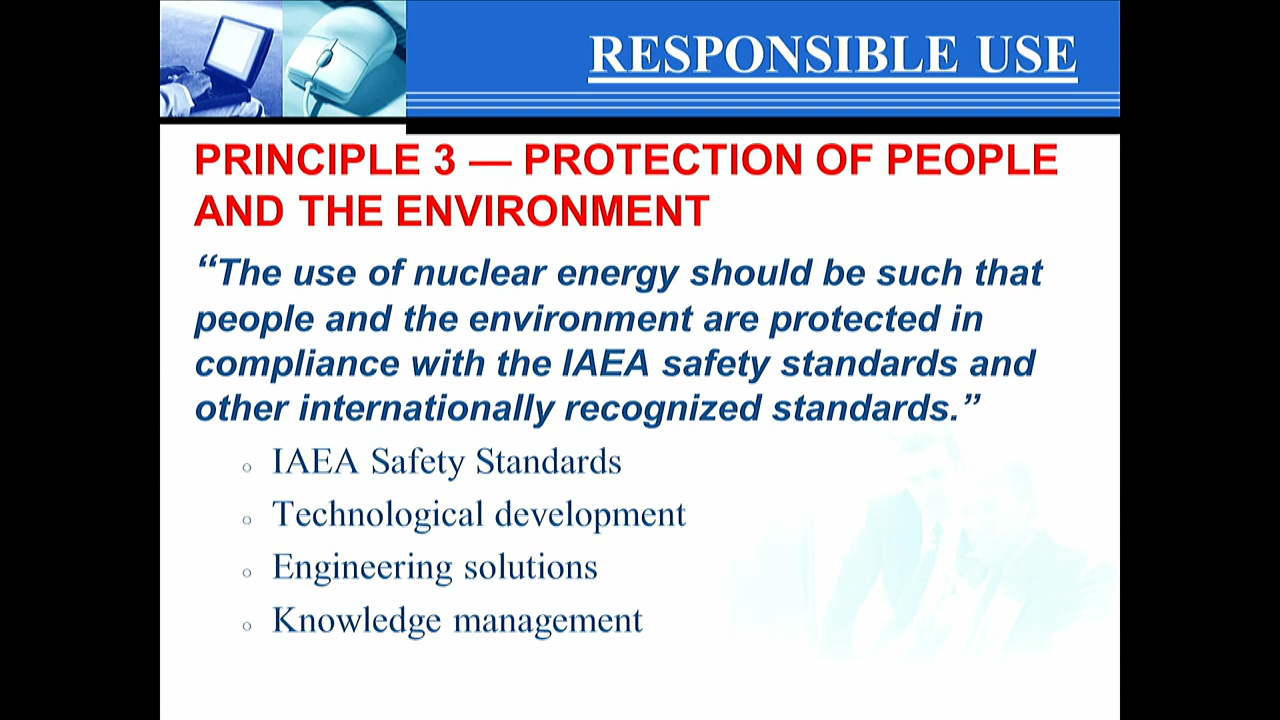 RESPONSIBLE USE
PRINCIPLE 3 — PROTECTION OF PEOPLE
AND THE ENVIRONMENT
“The use of nuclear energy should be such that
people and the environment are protected in
compliance with the IAEA safety standards and
other internationally recognized standards.”
○ IAEA Safety Standards
○ Technological development
○ Engineering solutions
○ Knowledge management